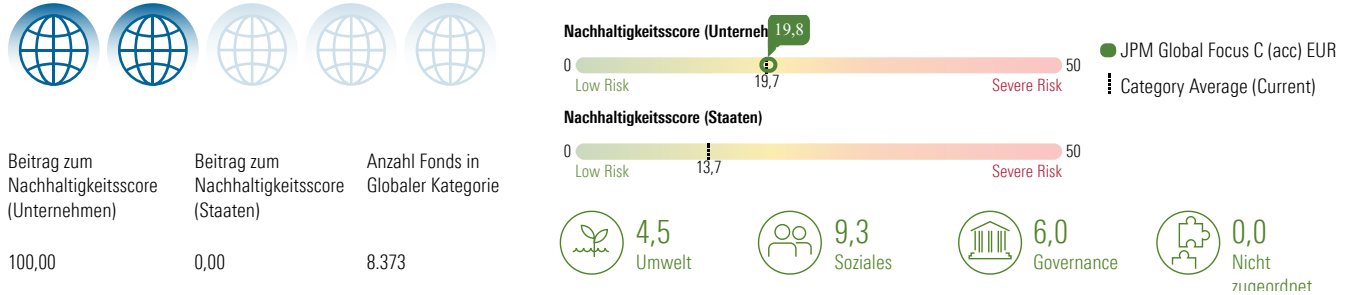 Beitrag zum
Nachhaltigkeitsscore
(Unternehmen)
100,00
Beitrag zum
Nachhaltigkeitsscore
(Staaten)
0,00
Anzahl Fonds in
Globaler Kategorie
8.373
Nachhaltigkeitsscore (Unterneh
19,8
0
50
19,7
Low Risk
Severe Risk
JPM Global Focus C (acc) EUR
Category Average (Current)
Nachhaltigkeitsscore (Staaten)
0
50
13,7
Low Risk
Severe Risk
4,5
Umwelt
9,3
Soziales
6,0
Governance
0,0
Nicht
zugeordnet